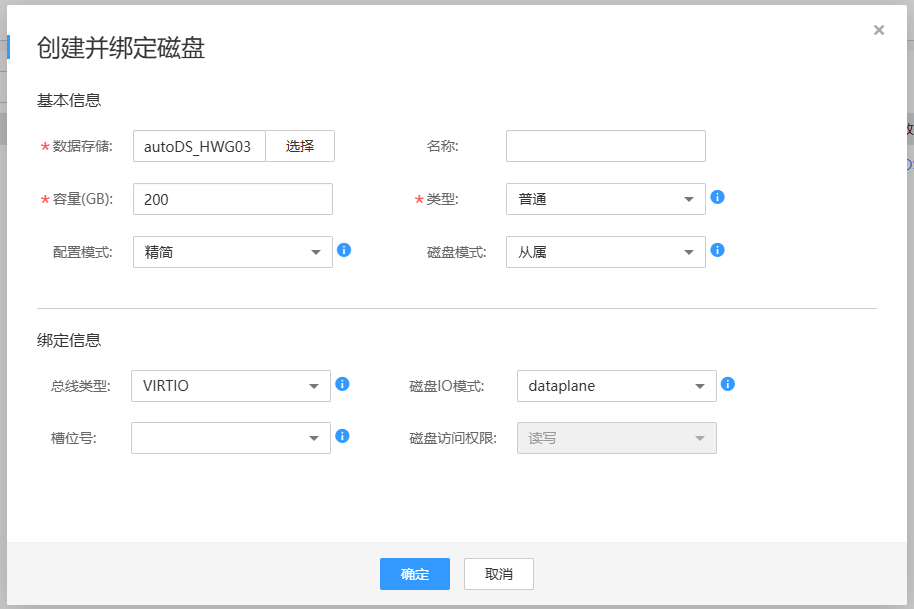 创建并绑定磁盘
基本信息
*数据存储: autoDS_HWG03 选择 名称:
*容量(GB): 200 *类型: 普通
配置模式: 精简 磁盘模式: 从属
绑定信息
总线类型: VIRTIO 磁盘IO模式: dataplane
槽位号: 磁盘访问权限: 读写
确定 取消